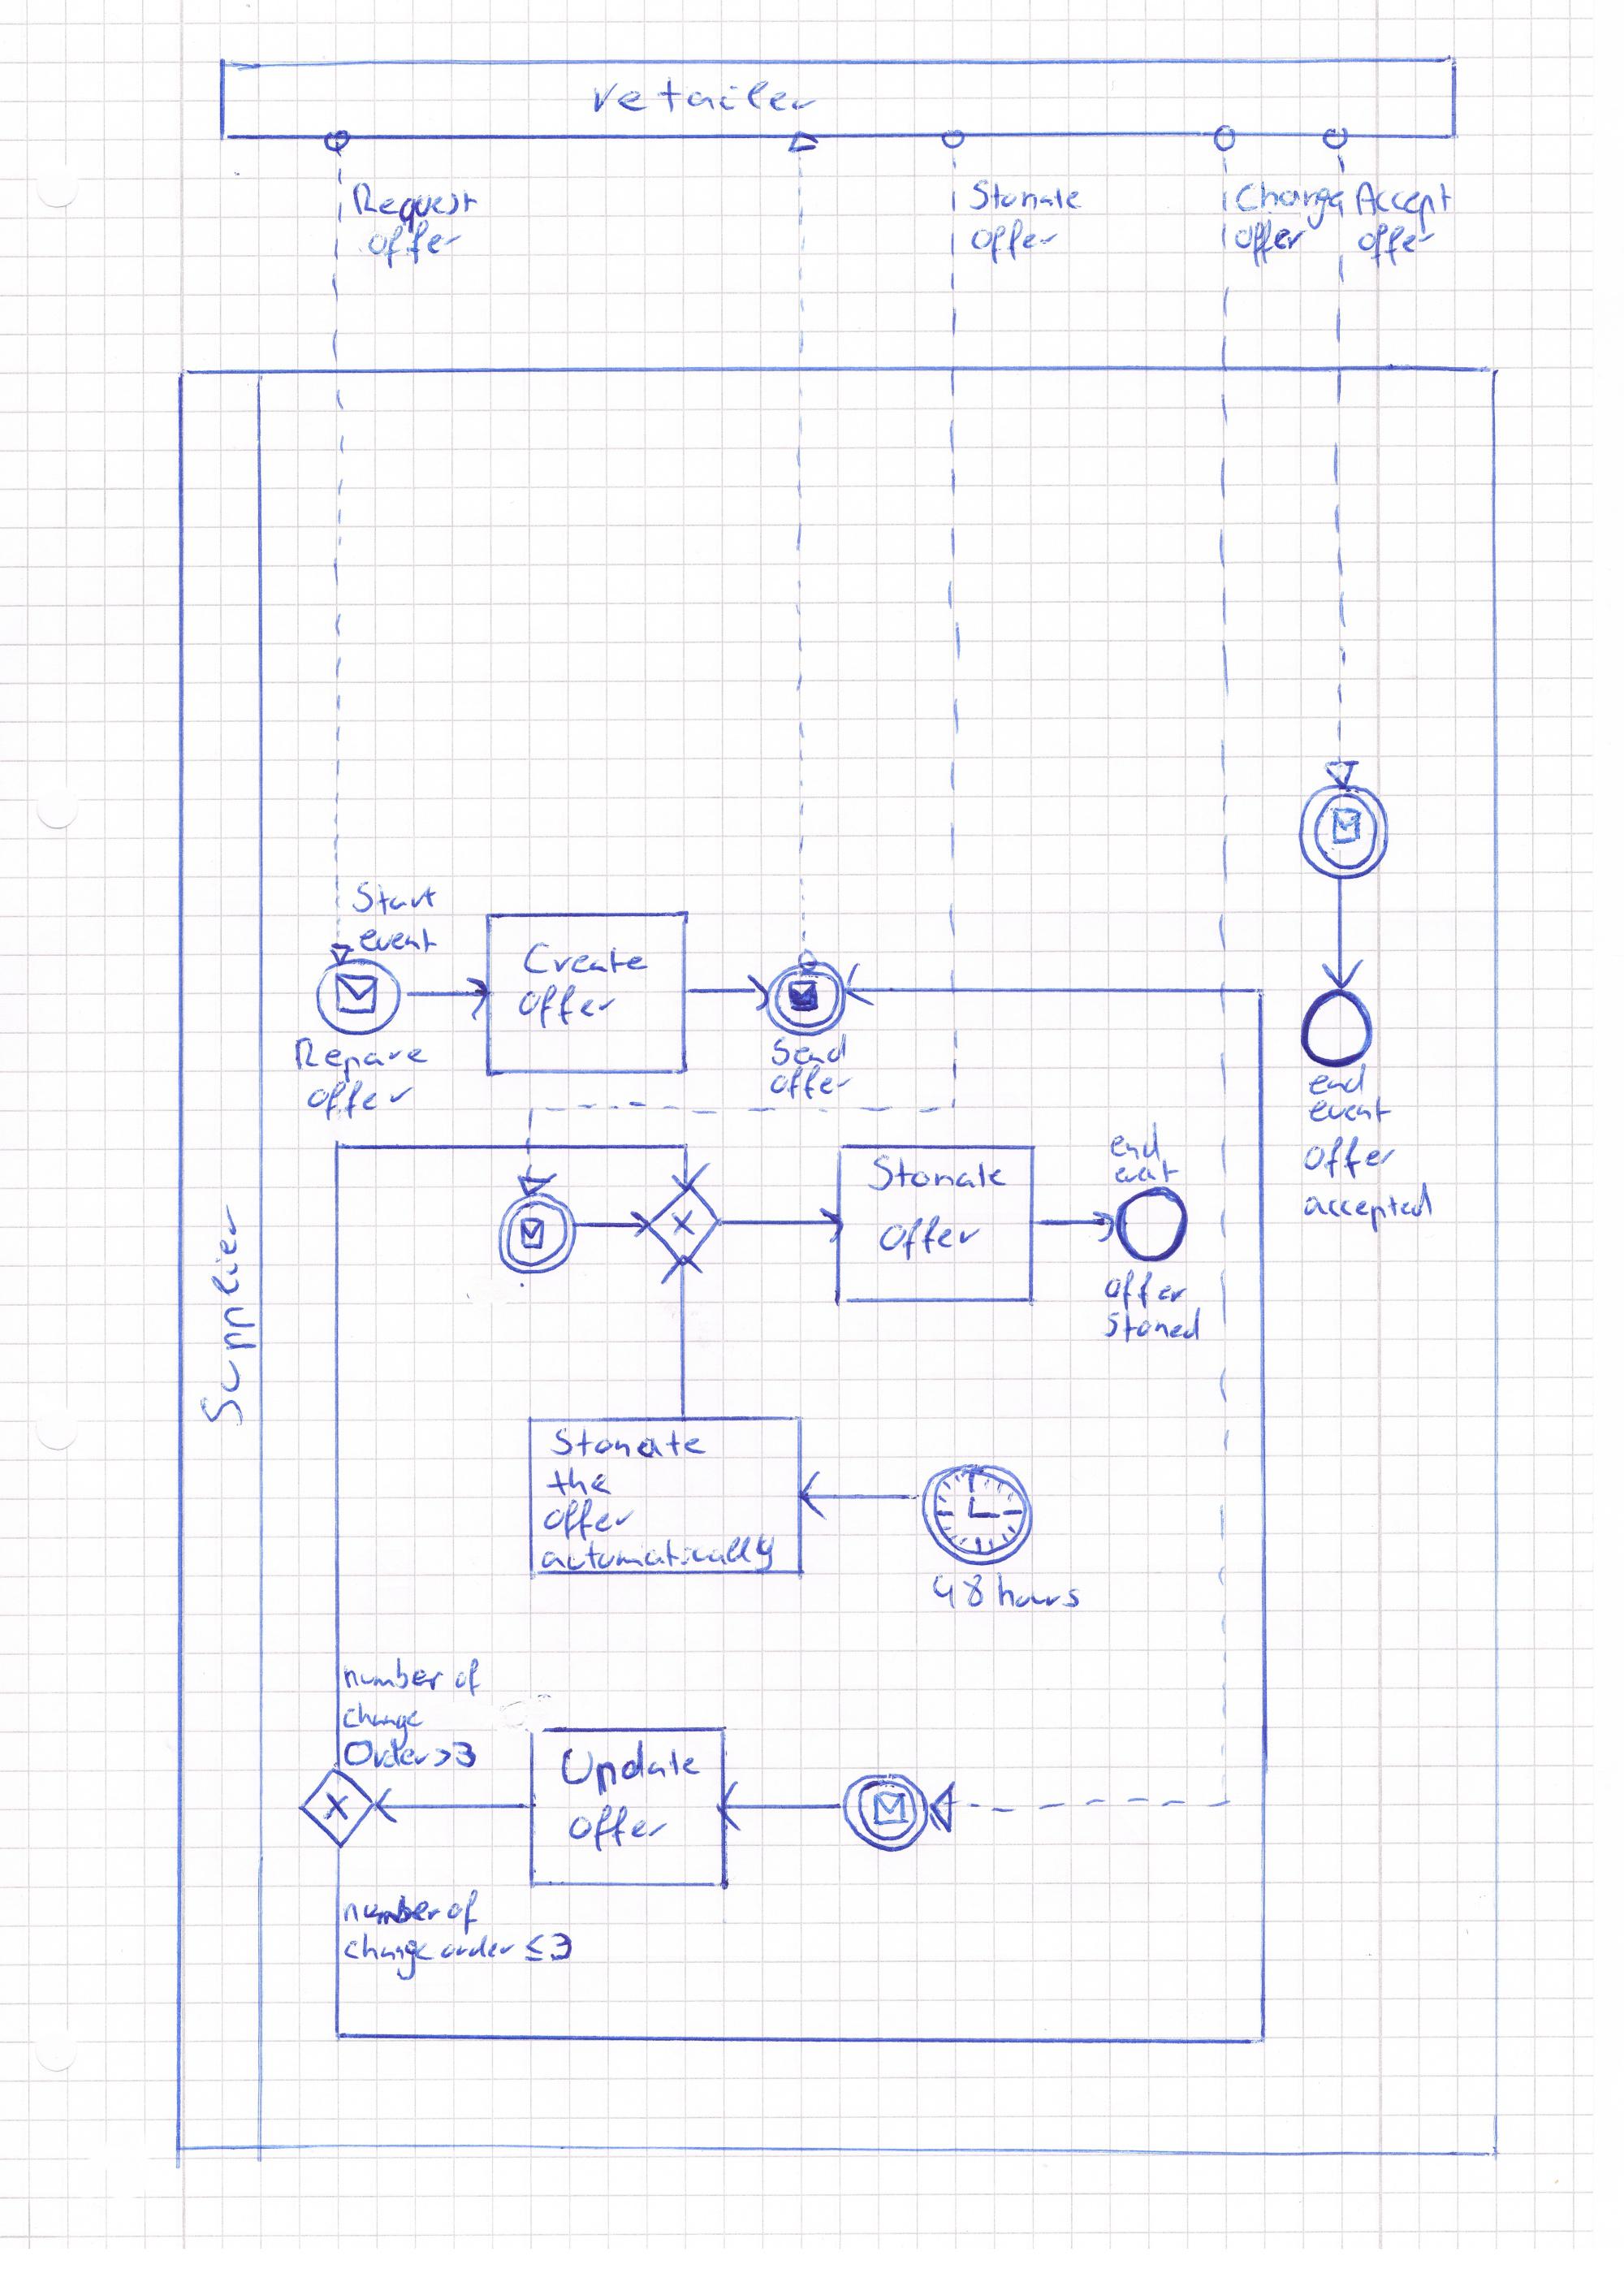 retailer
Request
offer
Stonate
offer
Change
offer
Accept
offer
Start
event
Create
offer
Repare
offer
Send
offer
end
event
offer
accepted
Stonate
offer
end
offer
Stoned
Supplier
Stonate
the
offer
automatically
48 hours
number of
change
Order >3
Update
offer
number of
change order ≤3